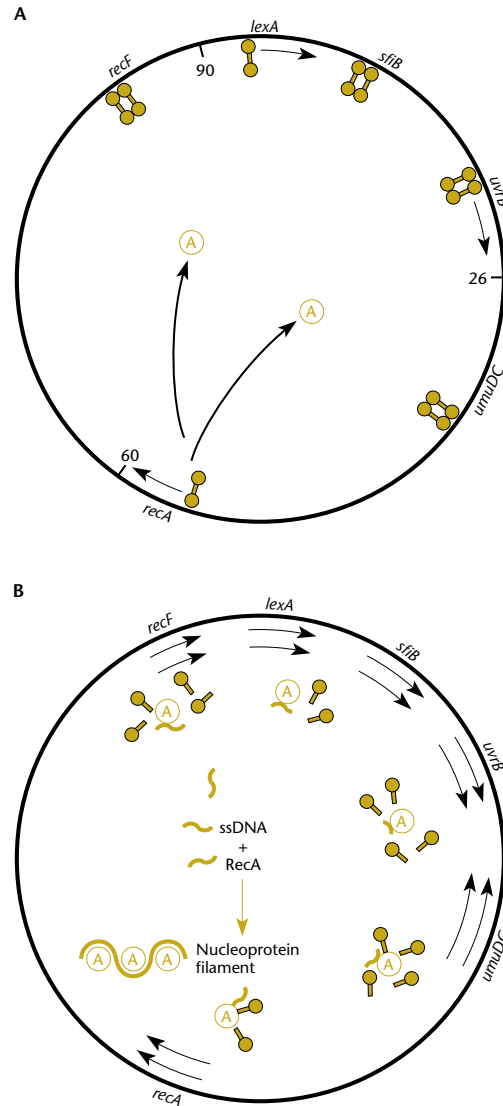 A
lexA
90
recF
sfiB
uvrB
A
26
A
umuDC
60
recA
B
lexA
recF
sfiB
A
A
uvrB
A
ssDNA
+
RecA
A
A A A
Nucleoprotein
filament
umuDC
A
recA